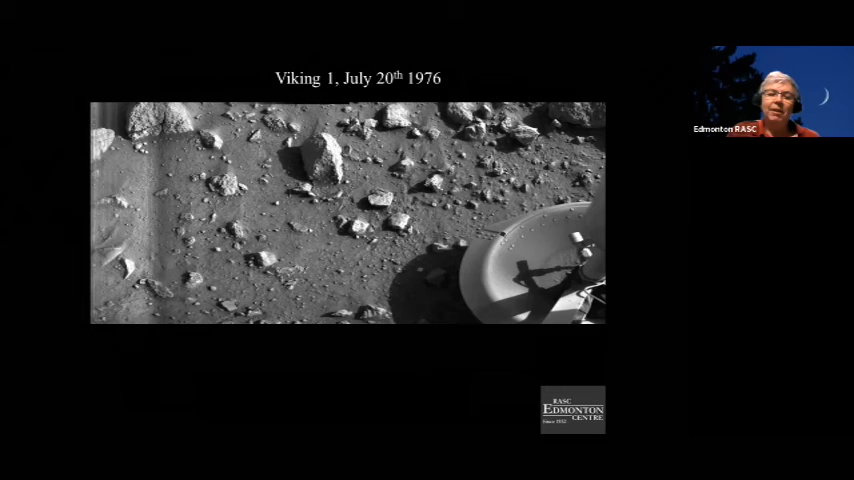 Viking 1, July 20th 1976
Edmonton RASC
RASC
EDMONTON
CENTRE
Since 1932